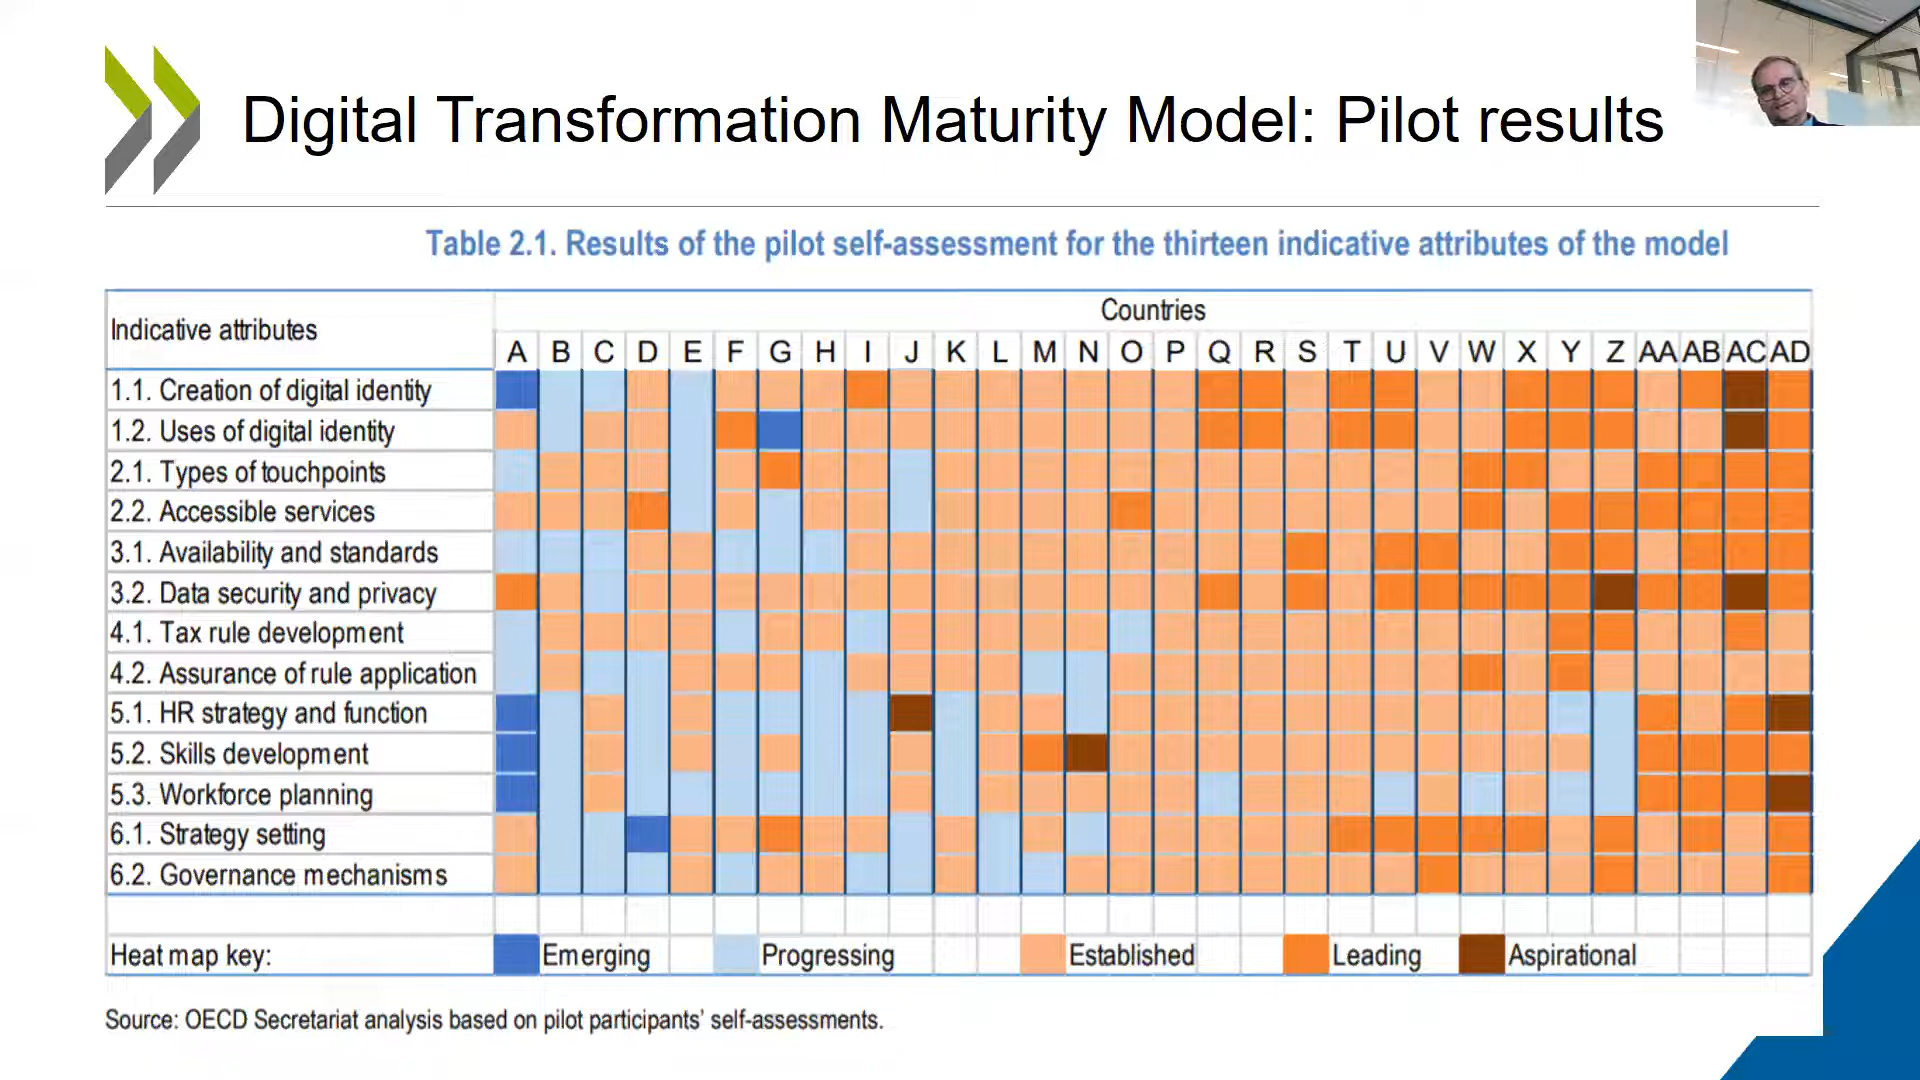 Digital Transformation Maturity Model: Pilot results
Table 2.1. Results of the pilot self-assessment for the thirteen indicative attributes of the model
Indicative attributes
Countries
A B C D E F G H I J K L M N O P Q R S T U V W X Y Z AA AB AC AD
1.1. Creation of digital identity
1.2. Uses of digital identity
2.1. Types of touchpoints
2.2. Accessible services
3.1. Availability and standards
3.2. Data security and privacy
4.1. Tax rule development
4.2. Assurance of rule application
5.1. HR strategy and function
5.2. Skills development
5.3. Workforce planning
6.1. Strategy setting
6.2. Governance mechanisms
Heat map key: Emerging Progressing Established Leading Aspirational
Source: OECD Secretariat analysis based on pilot participants’ self-assessments.